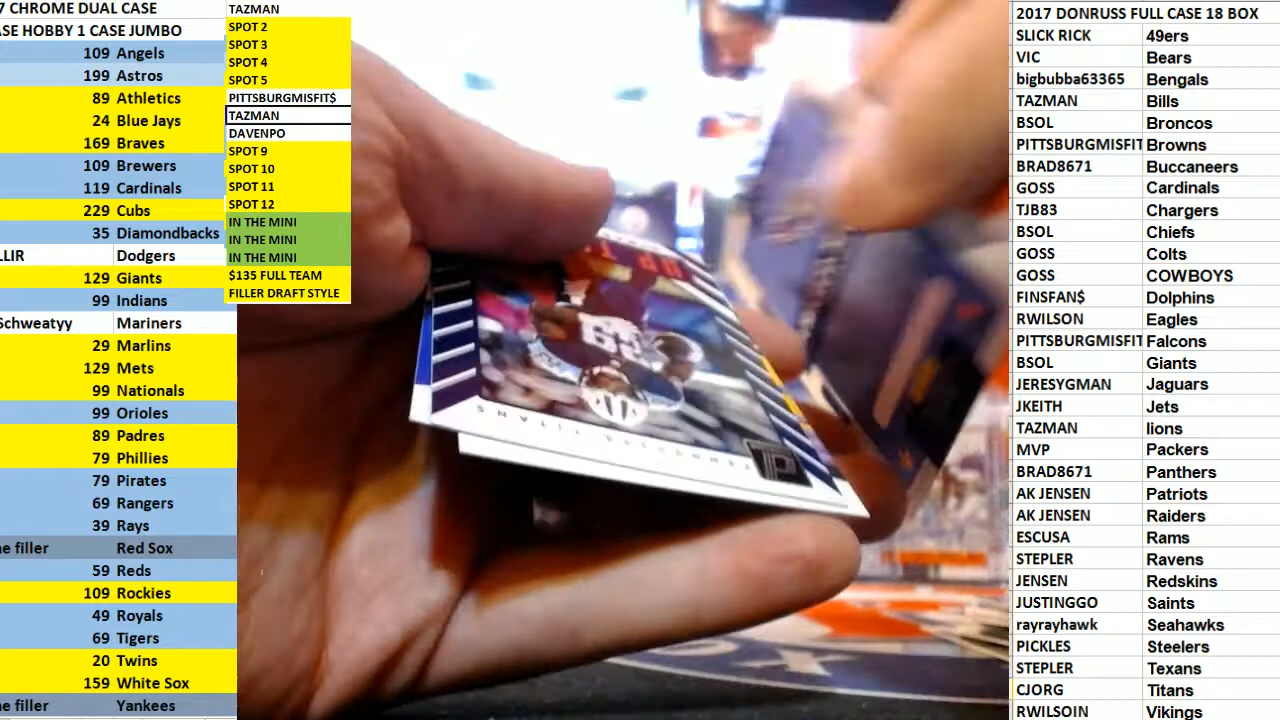 7 CHROME DUAL CASE
ASE HOBBY 1 CASE JUMBO
109 Angels
199 Astros
89 Athletics
24 Blue Jays
169 Braves
109 Brewers
119 Cardinals
229 Cubs
35 Diamondbacks
LLIR Dodgers
129 Giants
99 Indians
Schweatyy Mariners
29 Marlins
129 Mets
99 Nationals
99 Orioles
89 Padres
79 Phillies
79 Pirates
69 Rangers
39 Rays
ne filler Red Sox
59 Reds
109 Rockies
49 Royals
69 Tigers
20 Twins
159 White Sox
ne filler Yankees
TAZMAN
SPOT 2
SPOT 3
SPOT 4
SPOT 5
PITTSBURGMISFIT$
TAZMAN
DAVENPO
SPOT 9
SPOT 10
SPOT 11
SPOT 12
IN THE MINI
IN THE MINI
IN THE MINI
$135 FULL TEAM
FILLER DRAFT STYLE
TENNESSEE TITANS
2017 DONRUSS FULL CASE 18 BOX
SLICK RICK 49ers
VIC Bears
bigbubba63365 Bengals
TAZMAN Bills
BSOL Broncos
PITTSBURGMISFIT Browns
BRAD8671 Buccaneers
GOSS Cardinals
TJB83 Chargers
BSOL Chiefs
GOSS Colts
GOSS COWBOYS
FINSFAN$ Dolphins
RWILSON Eagles
PITTSBURGMISFIT Falcons
BSOL Giants
JERESYGMAN Jaguars
JKEITH Jets
TAZMAN lions
MVP Packers
BRAD8671 Panthers
AK JENSEN Patriots
AK JENSEN Raiders
ESCUSA Rams
STEPLER Ravens
JENSEN Redskins
JUSTINGGO Saints
rayrayhawk Seahawks
PICKLES Steelers
STEPLER Texans
CJORG Titans
RWILSOIN Vikings